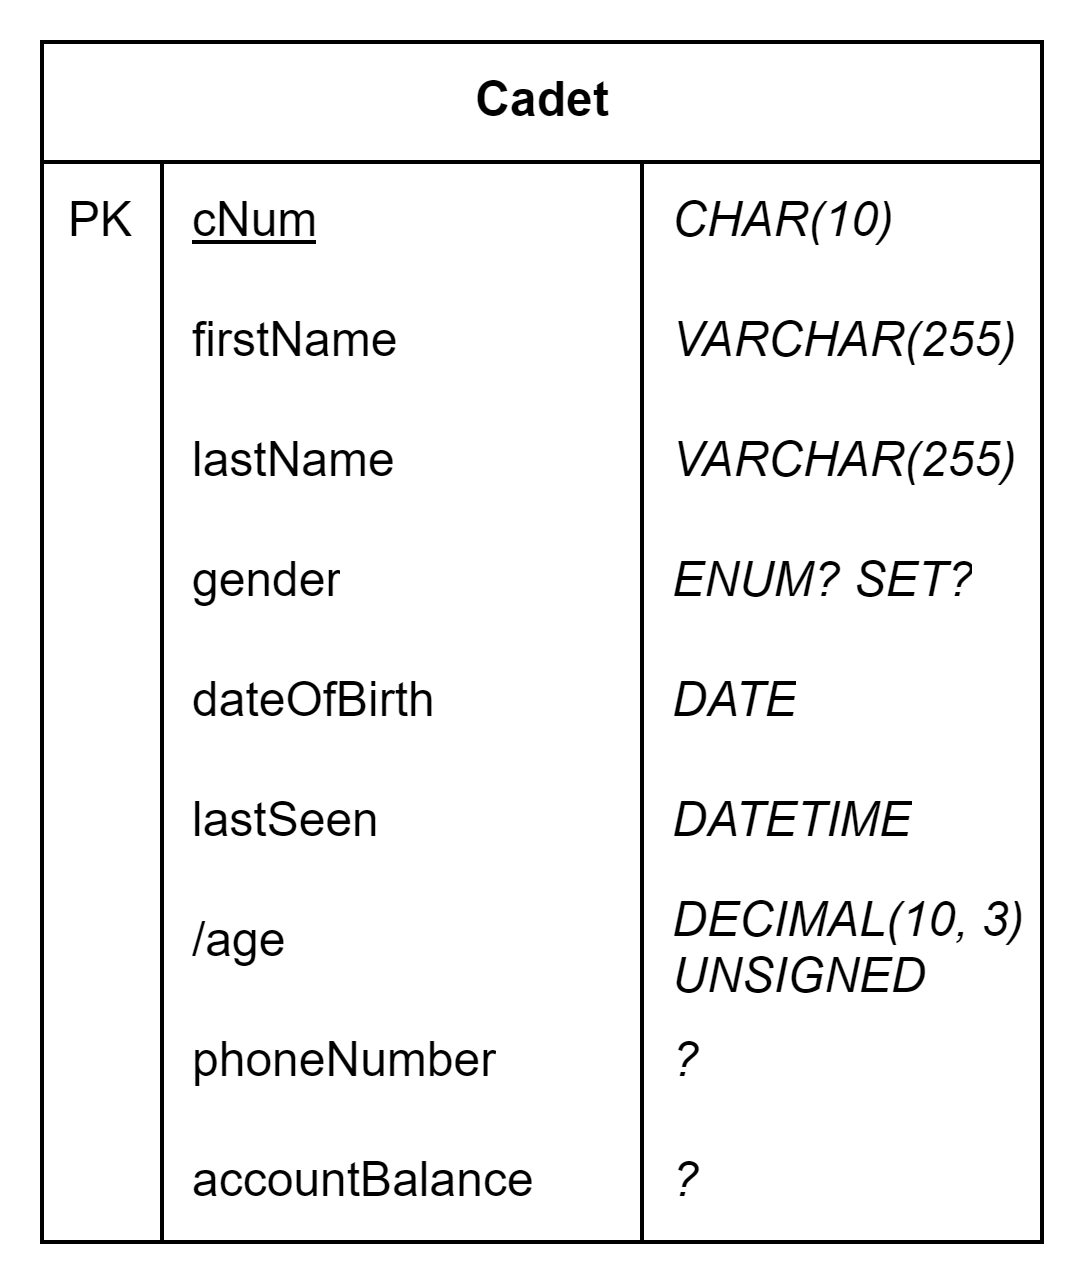 Cadet
PK cNum CHAR(10)
firstName VARCHAR(255)
lastName VARCHAR(255)
gender ENUM? SET?
dateOfBirth DATE
lastSeen DATETIME
/age DECIMAL(10, 3)
UNSIGNED
phoneNumber ?
accountBalance ?